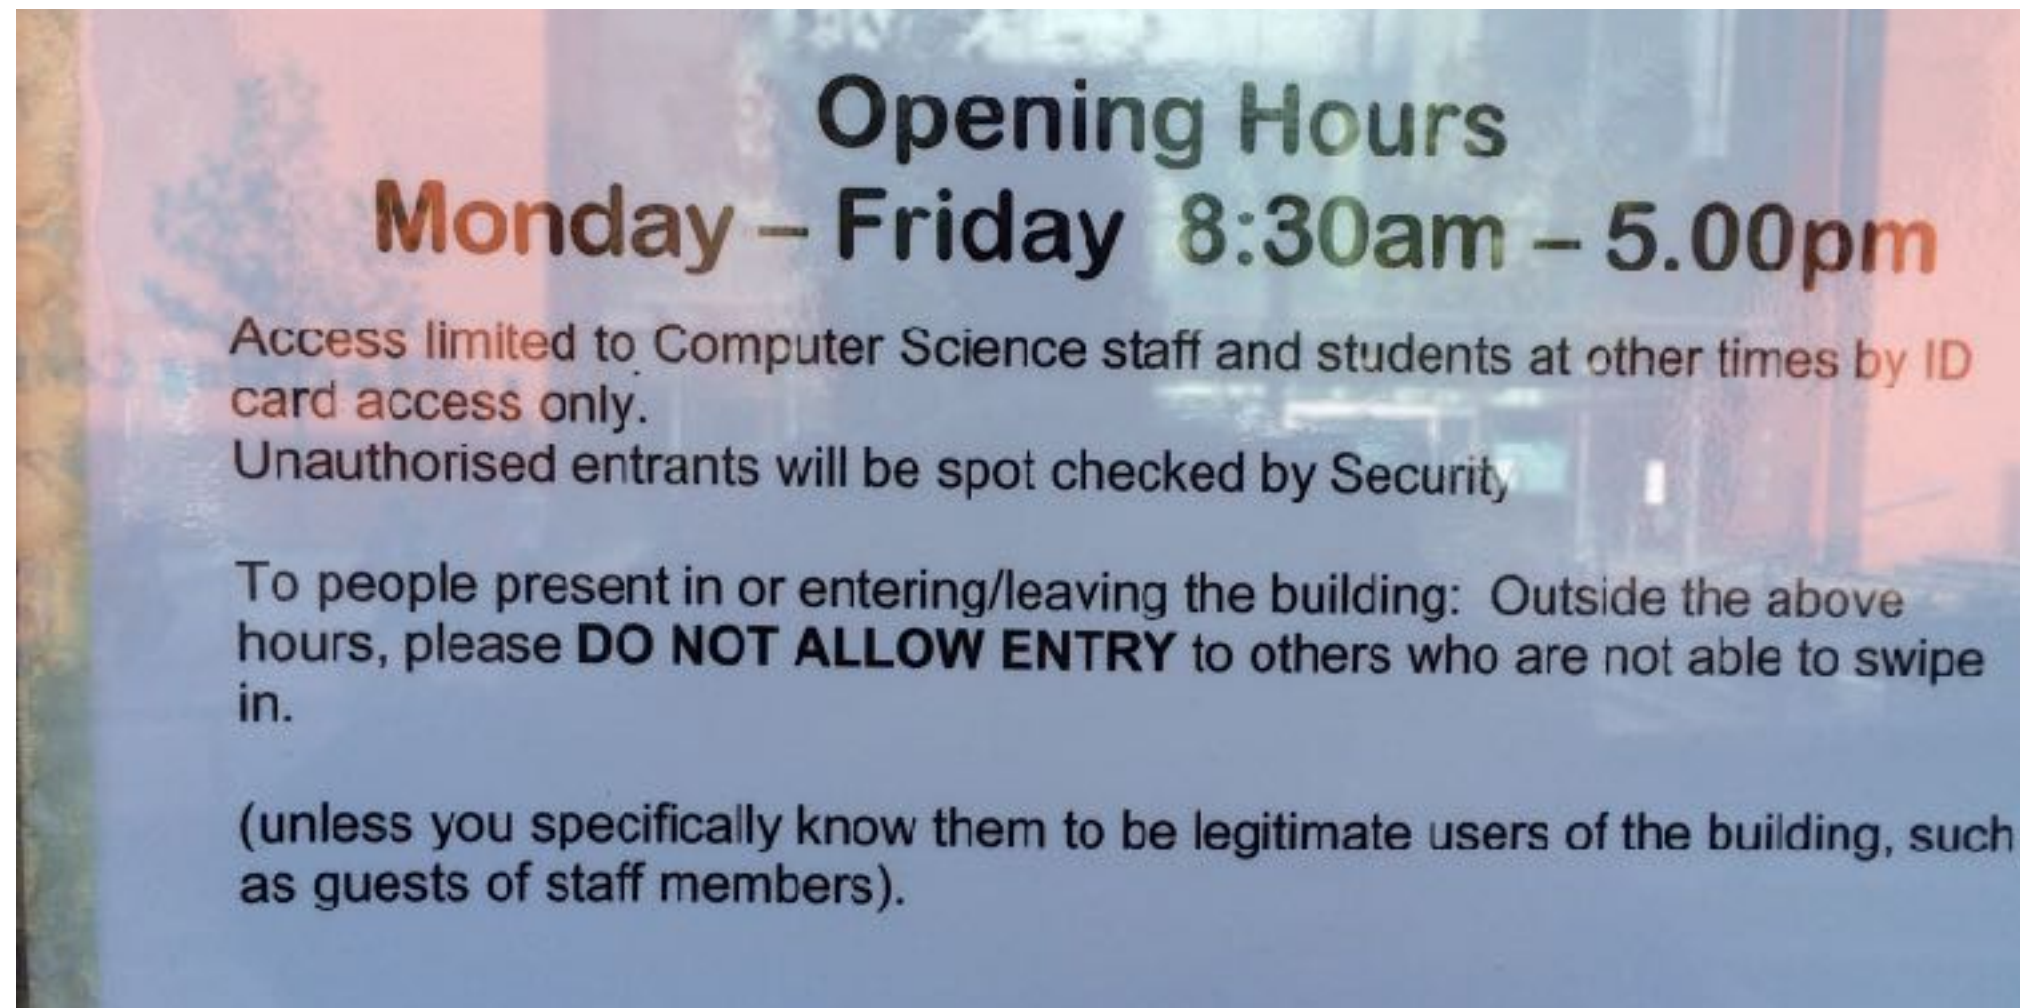 Opening Hours
Monday – Friday 8:30am – 5.00pm
Access limited to Computer Science staff and students at other times by ID
card access only.
Unauthorised entrants will be spot checked by Security
To people present in or entering/leaving the building: Outside the above
hours, please DO NOT ALLOW ENTRY to others who are not able to swipe
in.
(unless you specifically know them to be legitimate users of the building, such
as guests of staff members).